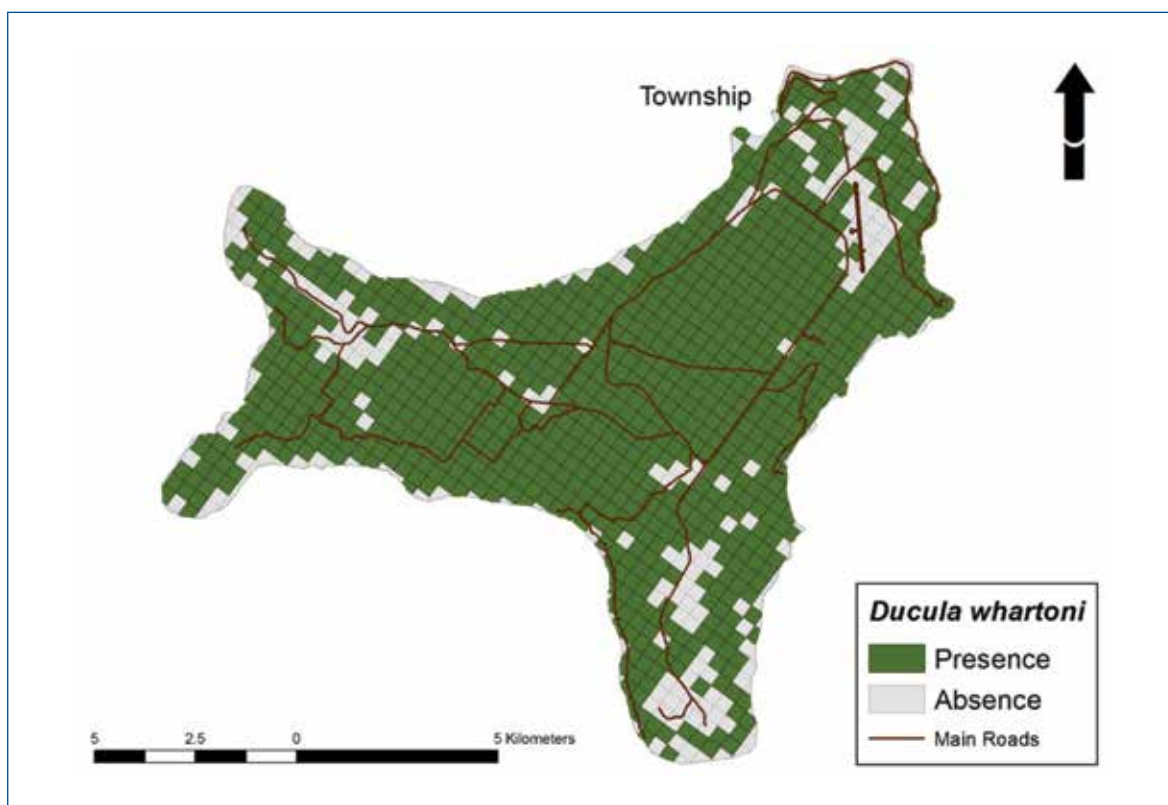 Township
Ducula whartoni
Presence
Absence
Main Roads
5 2.5 0 5 Kilometers